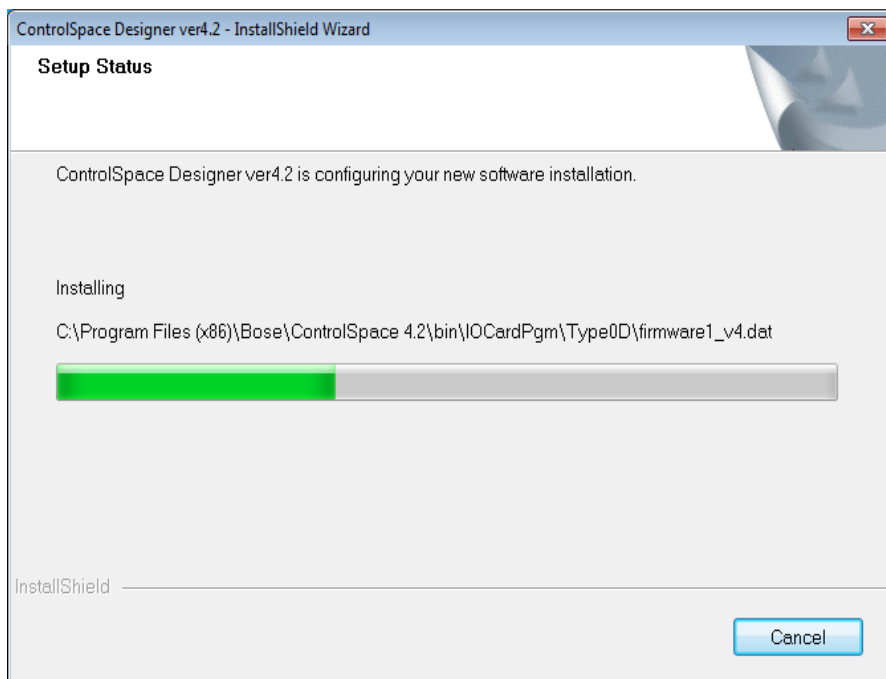 ControlSpace Designer ver4.2 - InstallShield Wizard
Setup Status
ControlSpace Designer ver4.2 is configuring your new software installation.
Installing
C:\Program Files (x86)\Bose\ControlSpace 4.2\bin\IOCardPgm\Type0D\firmware1_v4.dat
InstallShield
Cancel